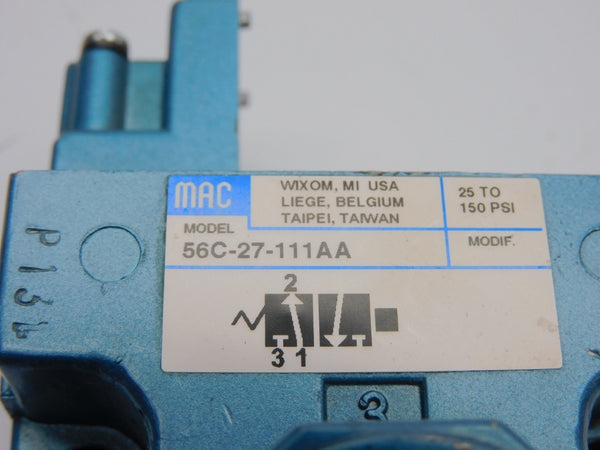 MAC
WIXOM, MI USA
LIEGE, BELGIUM
TAIPEI, TAIWAN
25 TO
150 PSI
MODEL
56C-27-111AA
MODIF.
2
3 1
3